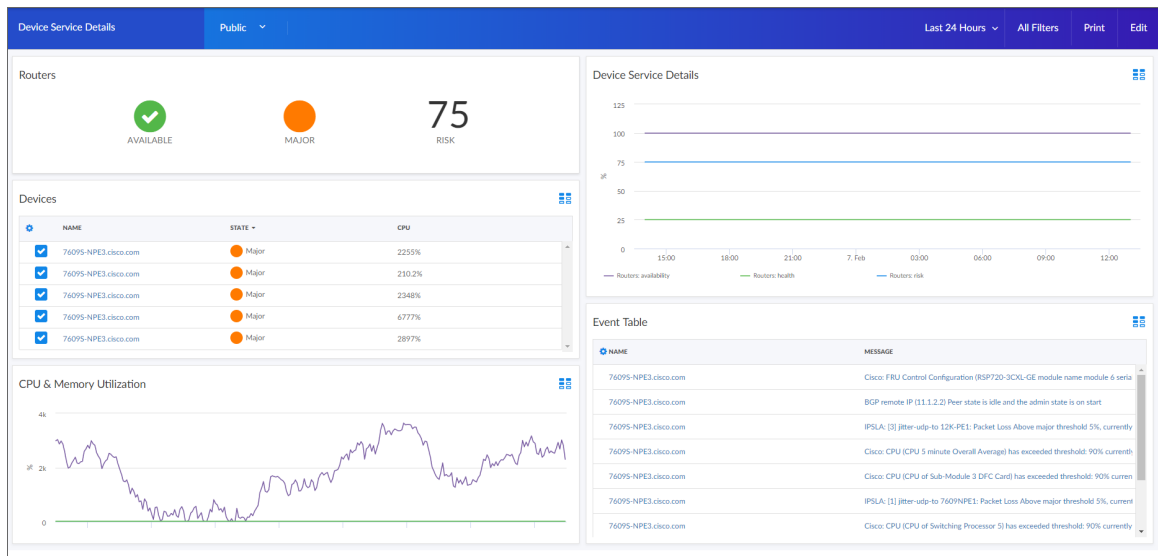 Device Service Details
Public
Last 24 Hours
All Filters
Print
Edit
Routers
AVAILABLE
MAJOR
75
RISK
Devices
NAME STATE CPU
7609S-NPE3.cisco.com Major 2255%
7609S-NPE3.cisco.com Major 210.2%
7609S-NPE3.cisco.com Major 2348%
7609S-NPE3.cisco.com Major 6777%
7609S-NPE3.cisco.com Major 2897%
CPU & Memory Utilization
4k
%
2k
0
Device Service Details
125
100
75
%
50
25
0
15:00 18:00 21:00 7. Feb 03:00 06:00 09:00 12:00
Routers: availability Routers: health Routers: risk
Event Table
NAME MESSAGE
7609S-NPE3.cisco.com Cisco: FRU Control Configuration (RSP720-3CXL-GE module name module 6 seria
7609S-NPE3.cisco.com BGP remote IP (11.1.2.2) Peer state is idle and the admin state is on start
7609S-NPE3.cisco.com IPSLA: [3] jitter-udp-to 12K-PE1: Packet Loss Above major threshold 5%, currently
7609S-NPE3.cisco.com Cisco: CPU (CPU 5 minute Overall Average) has exceeded threshold: 90% currently
7609S-NPE3.cisco.com Cisco: CPU (CPU of Sub-Module 3 DFC Card) has exceeded threshold: 90% curren
7609S-NPE3.cisco.com IPSLA: [1] jitter-udp-to 7609NPE1: Packet Loss Above major threshold 5%, current
7609S-NPE3.cisco.com Cisco: CPU (CPU of Switching Processor 5) has exceeded threshold: 90% currently